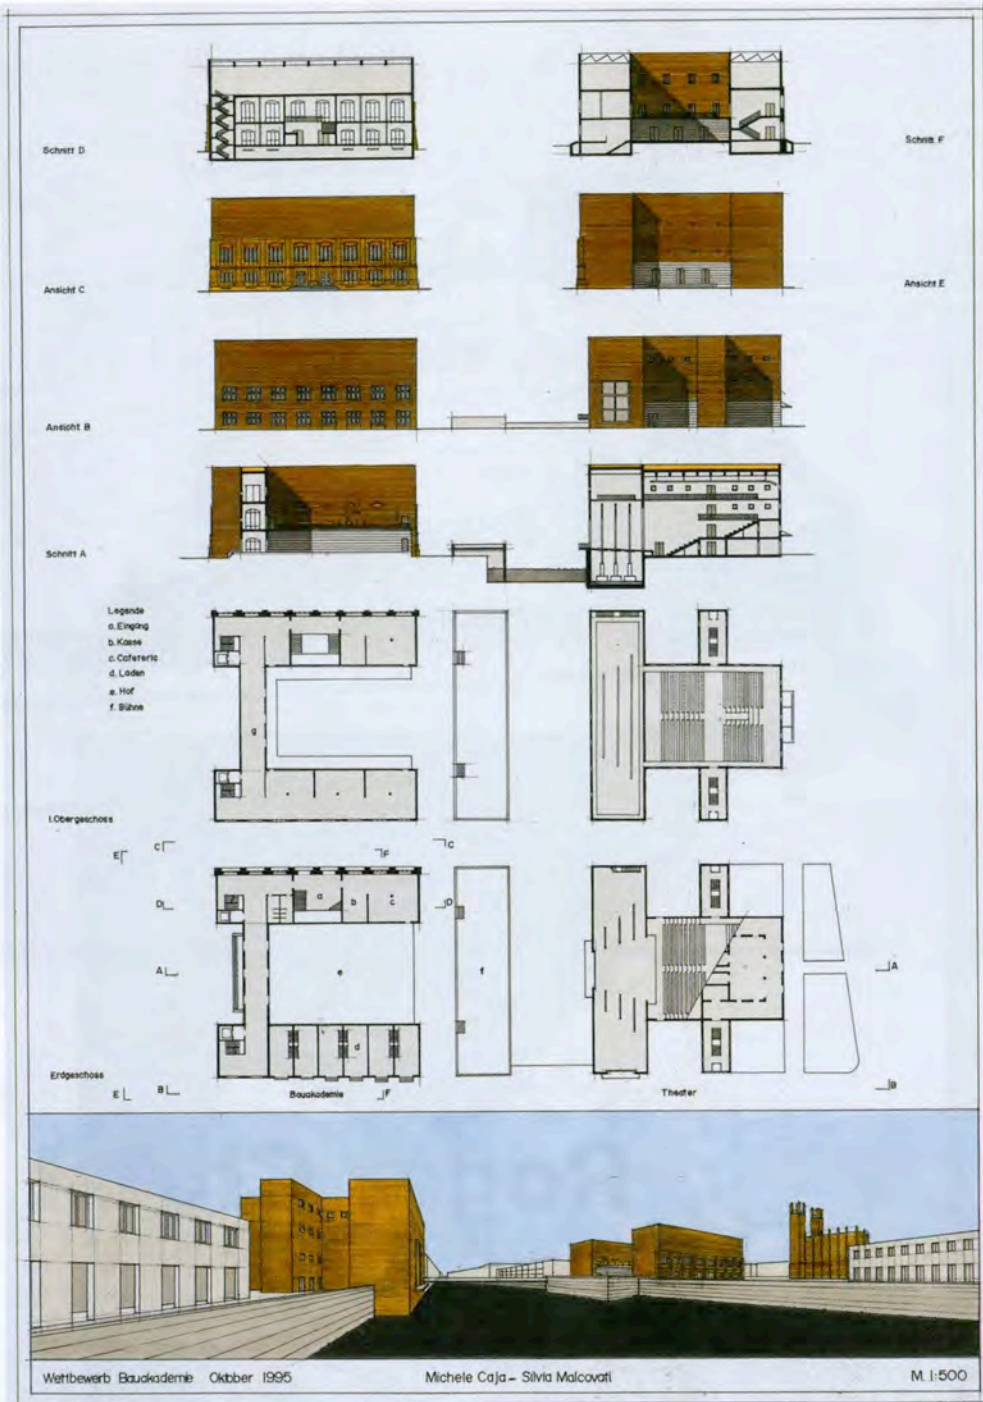 Schnitt D
Schnitt F
Ansicht C
Ansicht E
Ansicht B
Schnitt A
Legende
a. Eingang
b. Kasse
c. Cafeteria
d. Laden
e. Hof
f. Bühne
g
1.Obergeschoss
E
C
F
C
D
a
b
c
D
A
e
f
A
d
Erdgeschoss
E
B
Bauakademie
F
Theater
B
Wettbewerb Bauakademie Oktober 1995
Michele Caja - Silvia Malcovati
M. 1:500